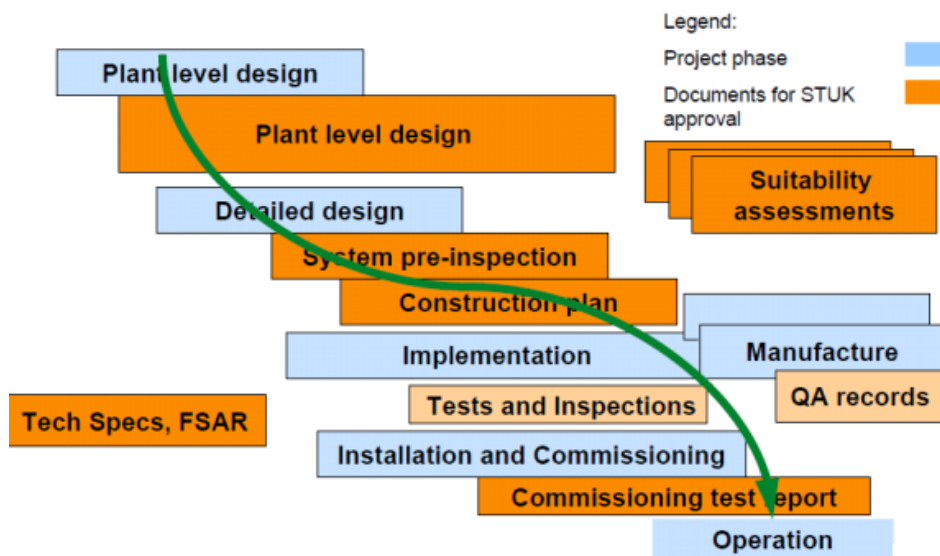 Legend:
Project phase
Documents for STUK
approval
Plant level design
Plant level design
Suitability
assessments
Detailed design
System pre-inspection
Construction plan
Implementation
Manufacture
Tests and Inspections
QA records
Tech Specs, FSAR
Installation and Commissioning
Commissioning test report
Operation